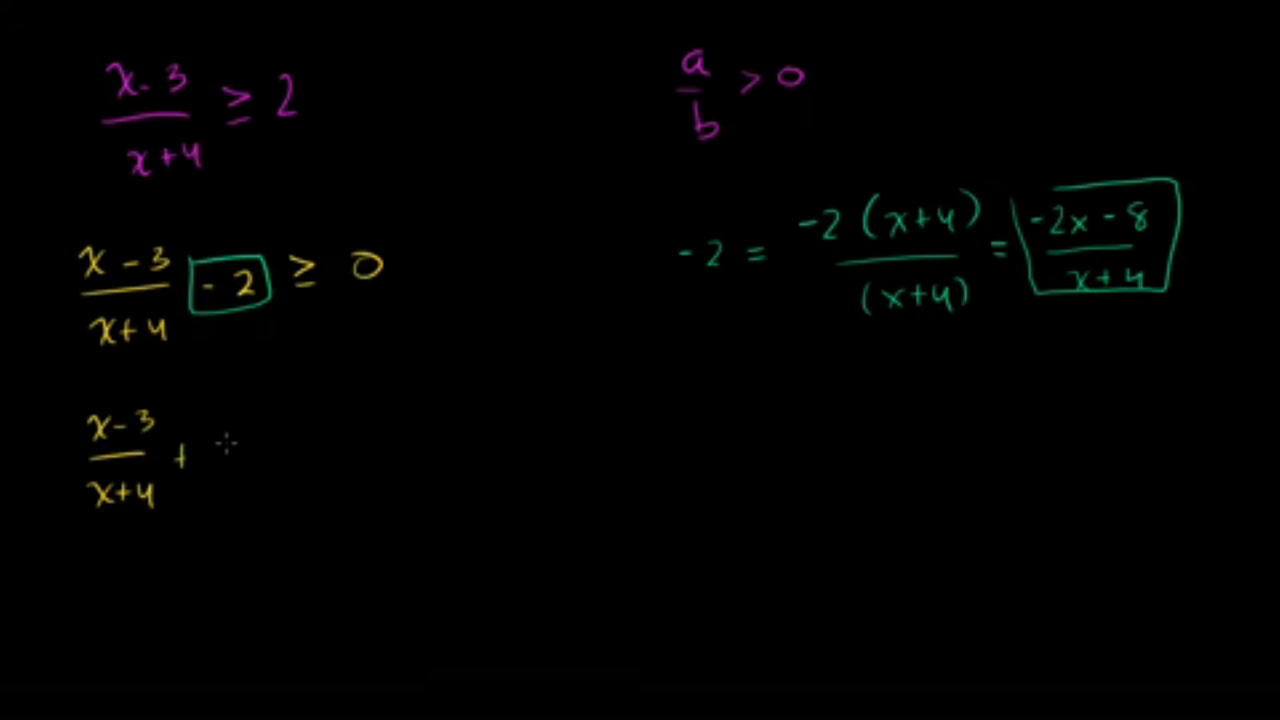 x - 3
x + 4
≥ 2
a
b
> 0
x - 3
x + 4
- 2 ≥ 0
-2 = -2 (x+4)
(x+4)
= -2x - 8
x + 4
x - 3
x + 4
+